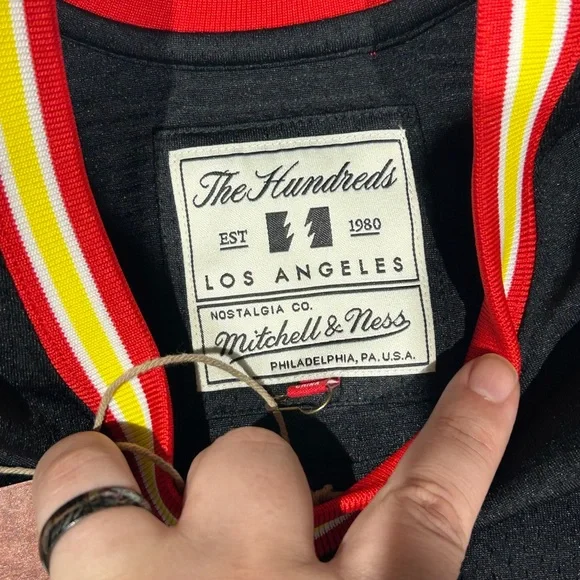 The Hundreds
EST 1980
LOS ANGELES
NOSTALGIA CO.
Mitchell & Ness
PHILADELPHIA, PA. U.S.A.